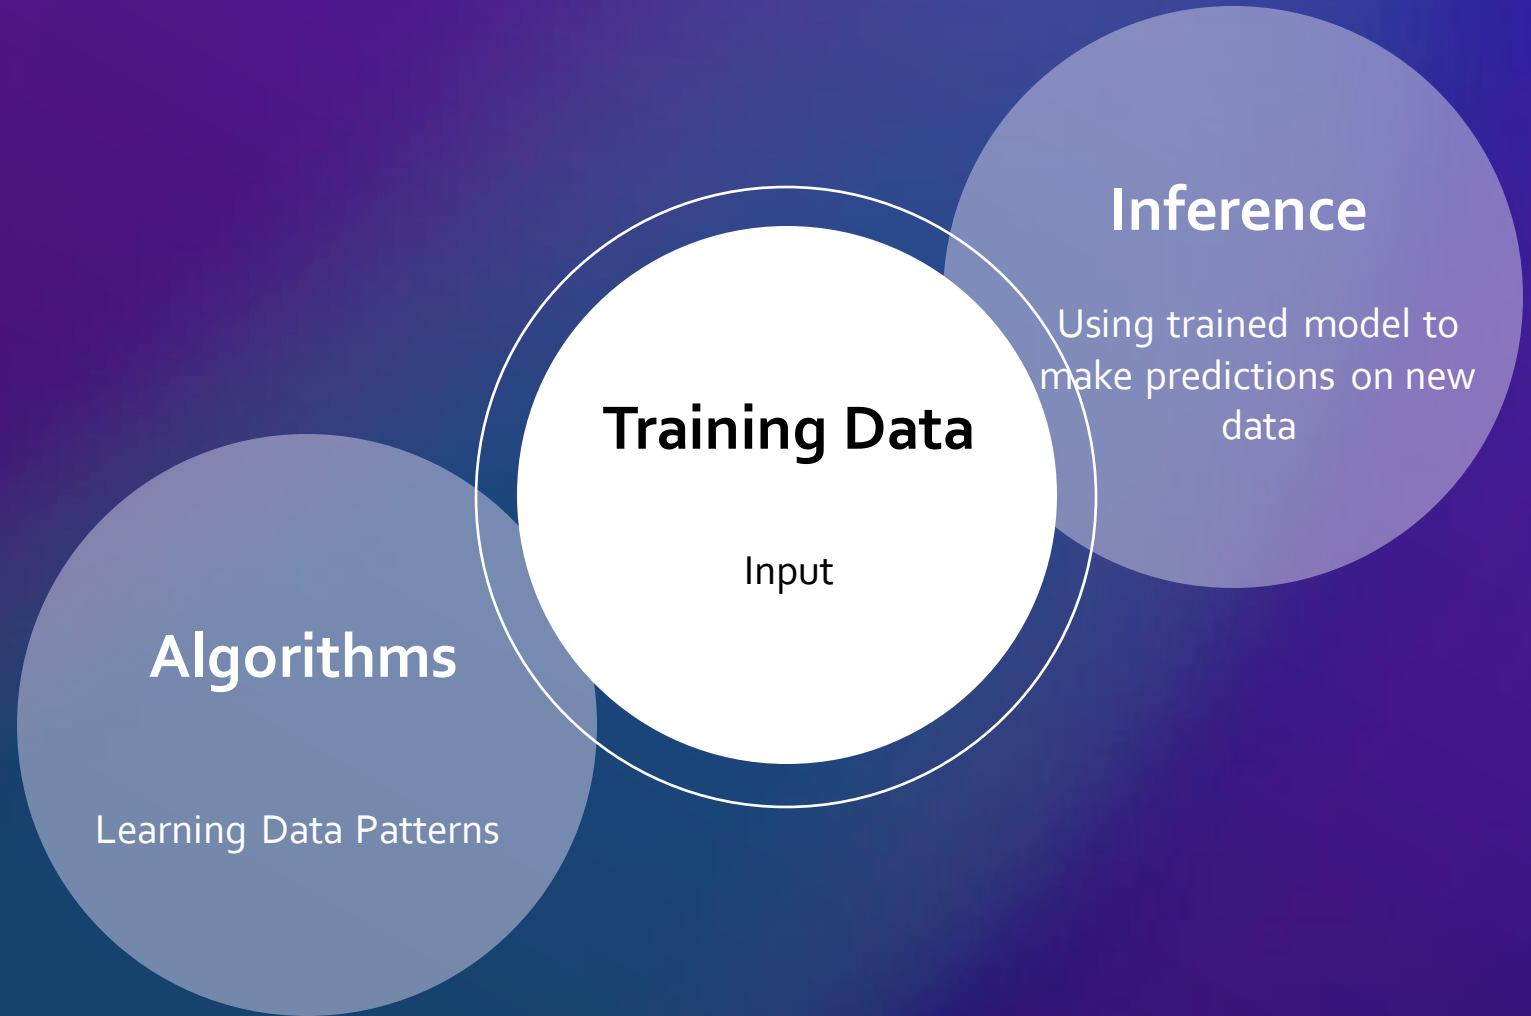 Inference
Using trained model to
make predictions on new
data
Training Data
Input
Algorithms
Learning Data Patterns